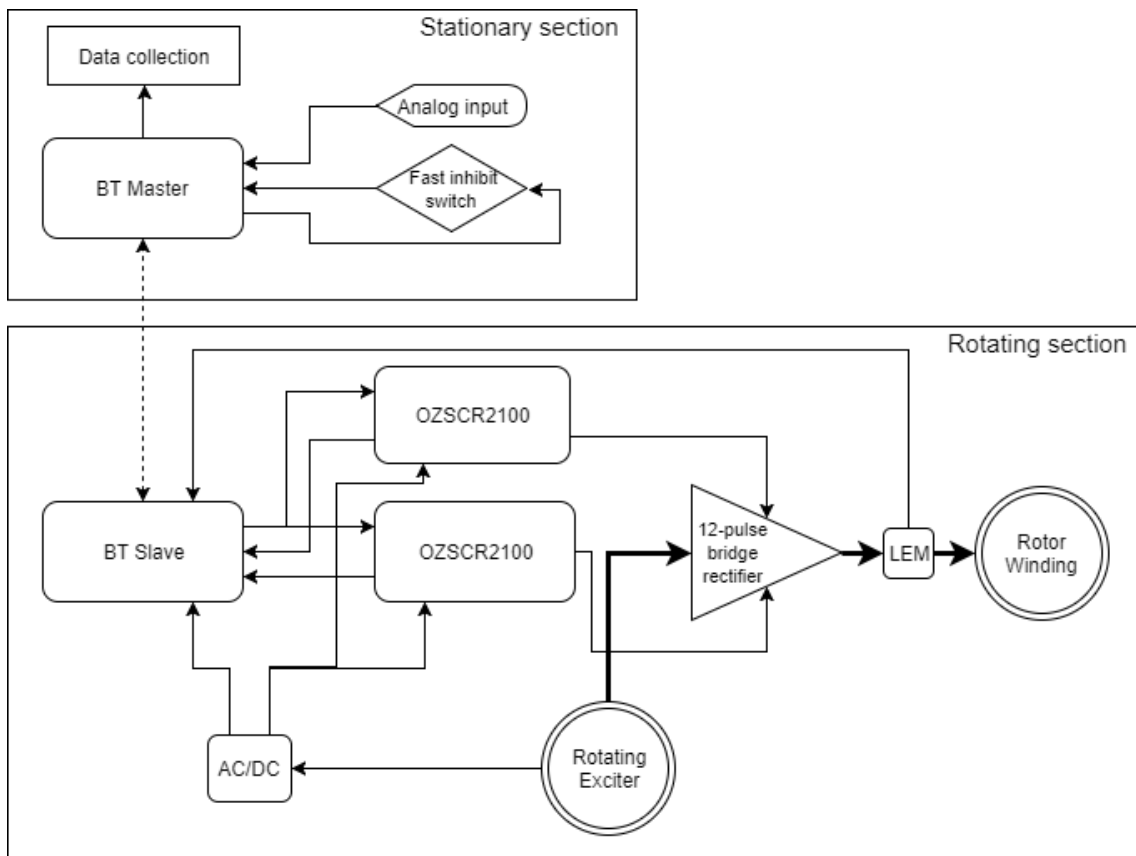 Stationary section
Data collection
Analog input
BT Master
Fast inhibit
switch
Rotating section
OZSCR2100
BT Slave
OZSCR2100
12-pulse
bridge
rectifier
LEM
Rotor
Winding
AC/DC
Rotating
Exciter